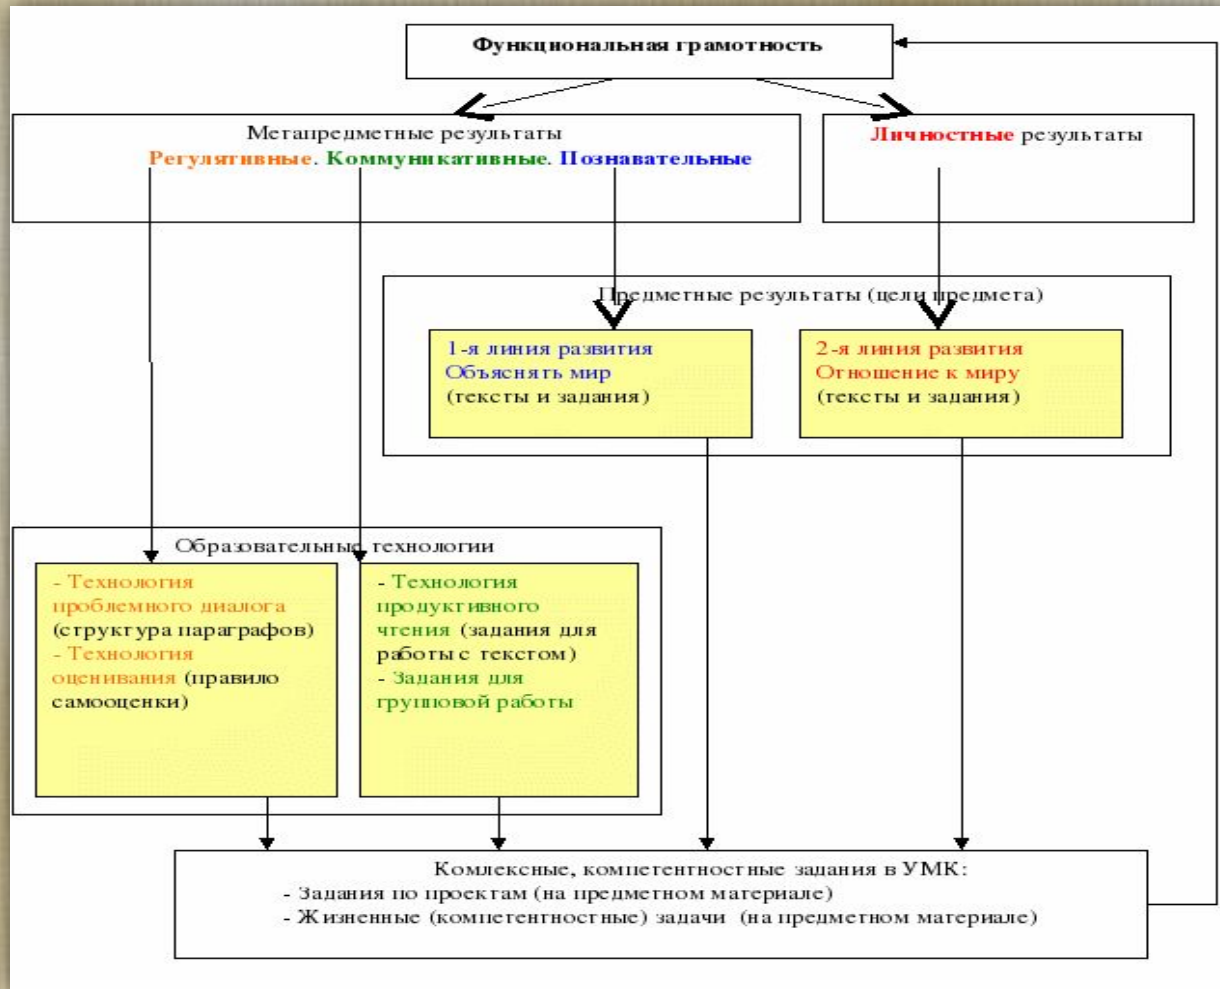 Функциональная грамотность
Метапредметные результаты
Регулятивные. Коммуникативные. Познавательные
Личностные результаты
Предметные результаты (цели предмета)
1-я линия развития
Объяснять мир
(тексты и задания)
2-я линия развития
Отношение к миру
(тексты и задания)
Образовательные технологии
- Технология
проблемного диалога
(структура параграфов)
- Технология
оценивания (правило
самооценки)
- Технология
продуктивного
чтения (задания для
работы с текстом)
- Задания для
групповой работы
Комлексные, компетентностные задания в УМК:
- Задания по проектам (на предметном материале)
- Жизненные (компетентностные) задачи (на предметном материале)